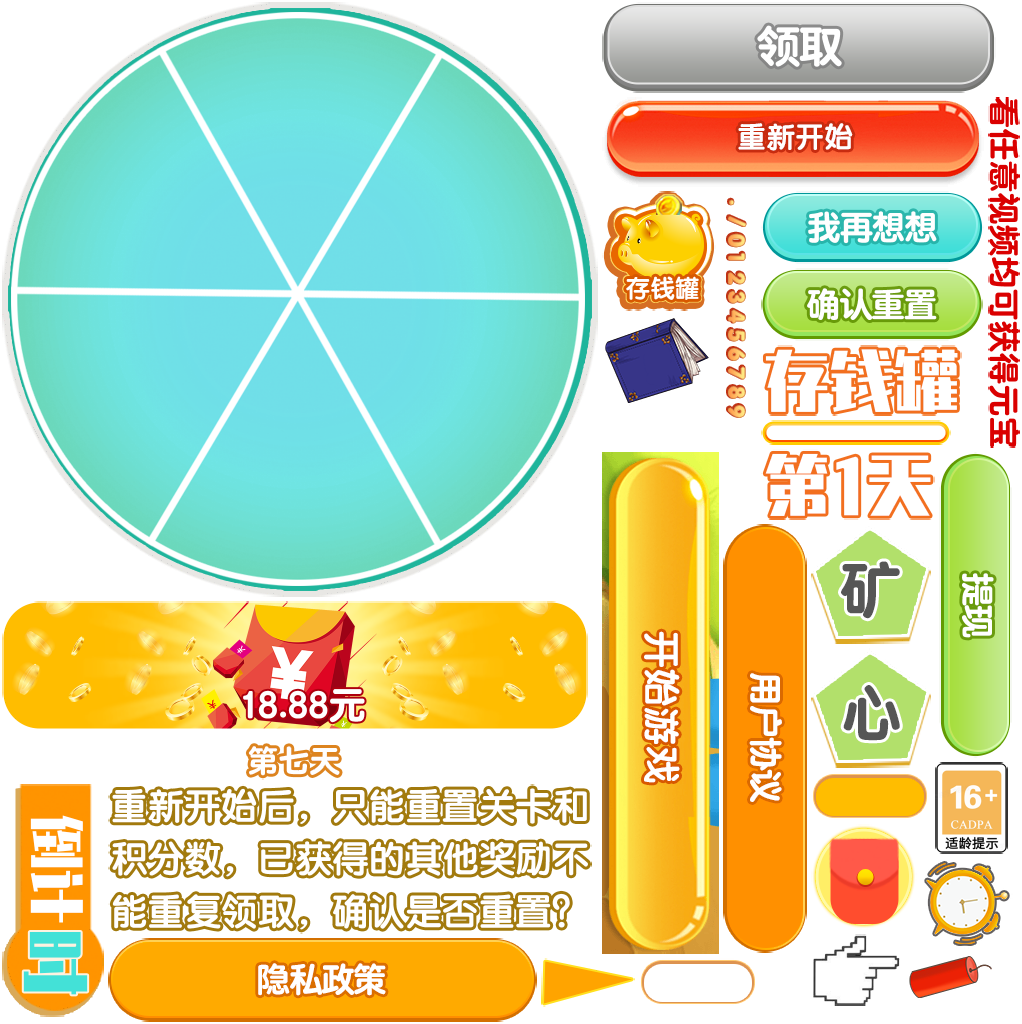 领取
重新开始
看任意视频均可获得元宝
存钱罐
./0123456789
我再想想
确认重置
存钱罐
第1天
开始游戏
用户协议
矿
提现
心
¥
18.88元
第七天
重新开始后，只能重置关卡和
积分数，已获得的其他奖励不
能重复领取，确认是否重置？
倒计时
隐私政策
16+
CADPA
适龄提示